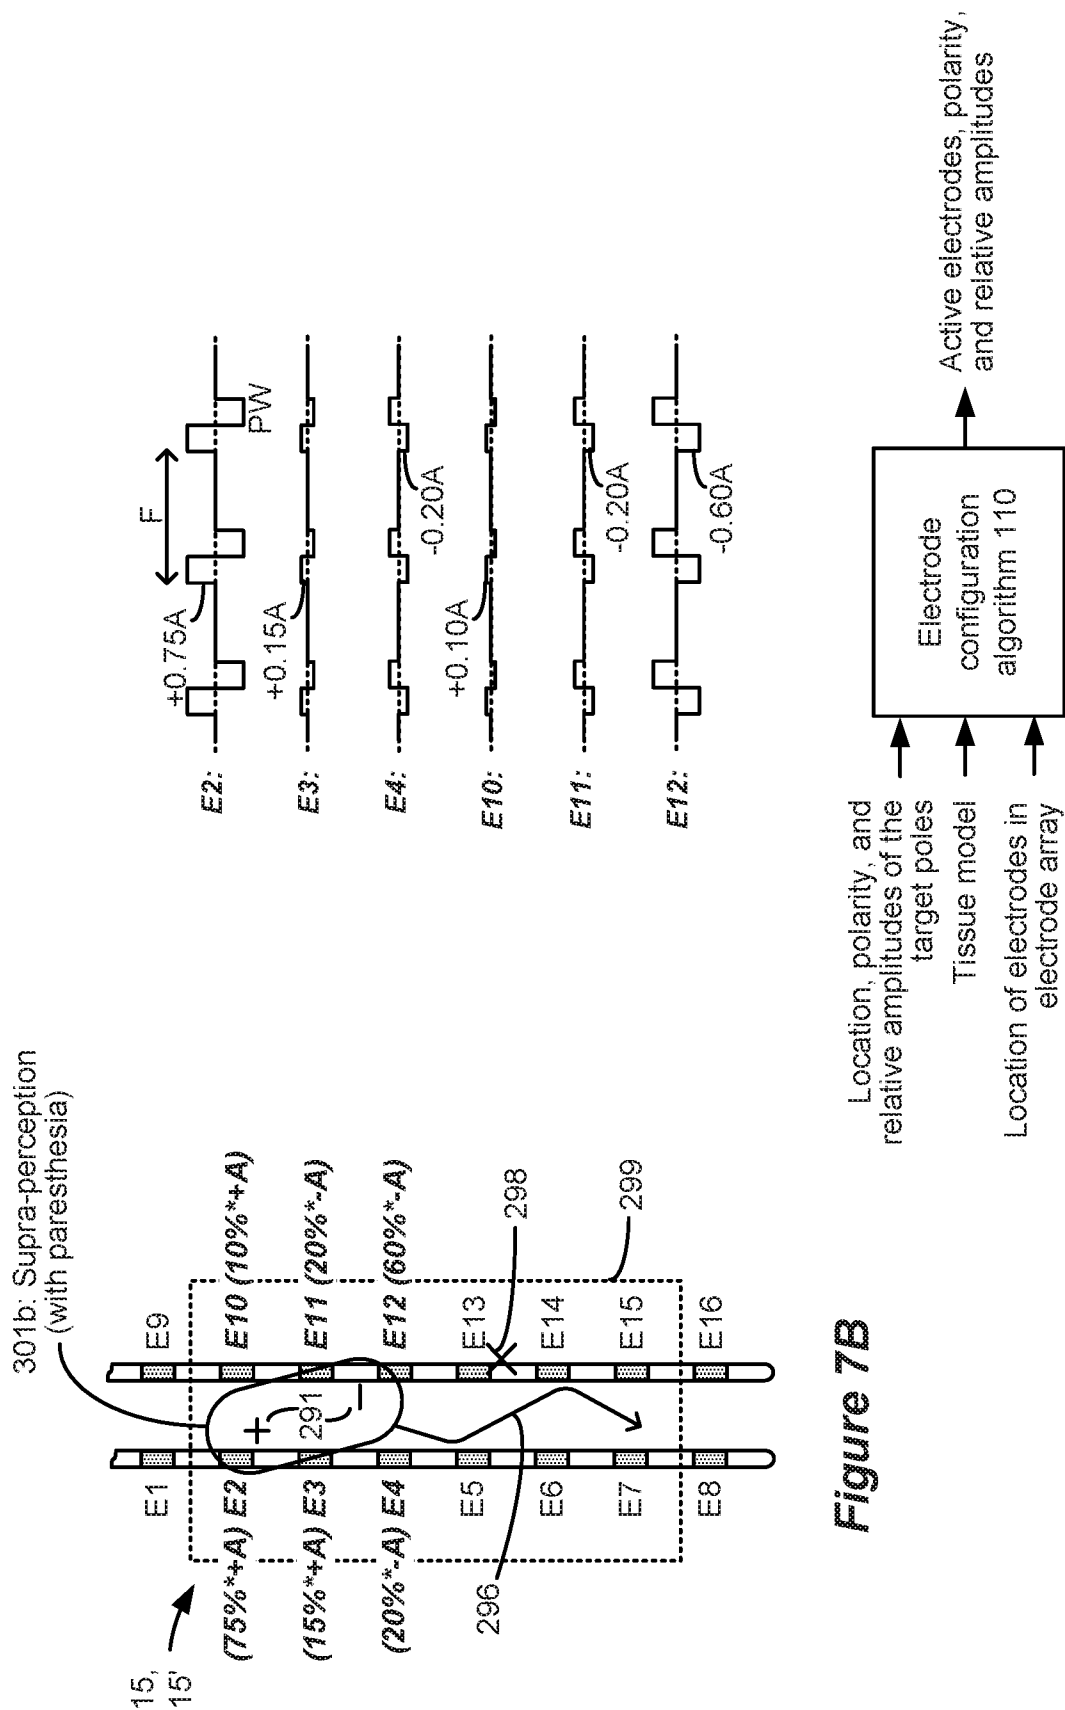 15,
15'
301b: Supra-perception
(with paresthesia)
E1
E9
(75%*+A) E2
E10 (10%*+A)
(15%*+A) E3
E11 (20%*-A)
(20%*-A) E4
E12 (60%*-A)
E5
E13
E6
E14
E7
E15
E8
E16
+
291
−
296
298
299
E2:
+0.75A
F
PW
E3:
+0.15A
E4:
-0.20A
E10:
+0.10A
E11:
-0.20A
E12:
-0.60A
Location, polarity, and
relative amplitudes of the
target poles
Tissue model
Location of electrodes in
electrode array
Electrode
configuration
algorithm 110
Active electrodes, polarity,
and relative amplitudes
Figure 7B